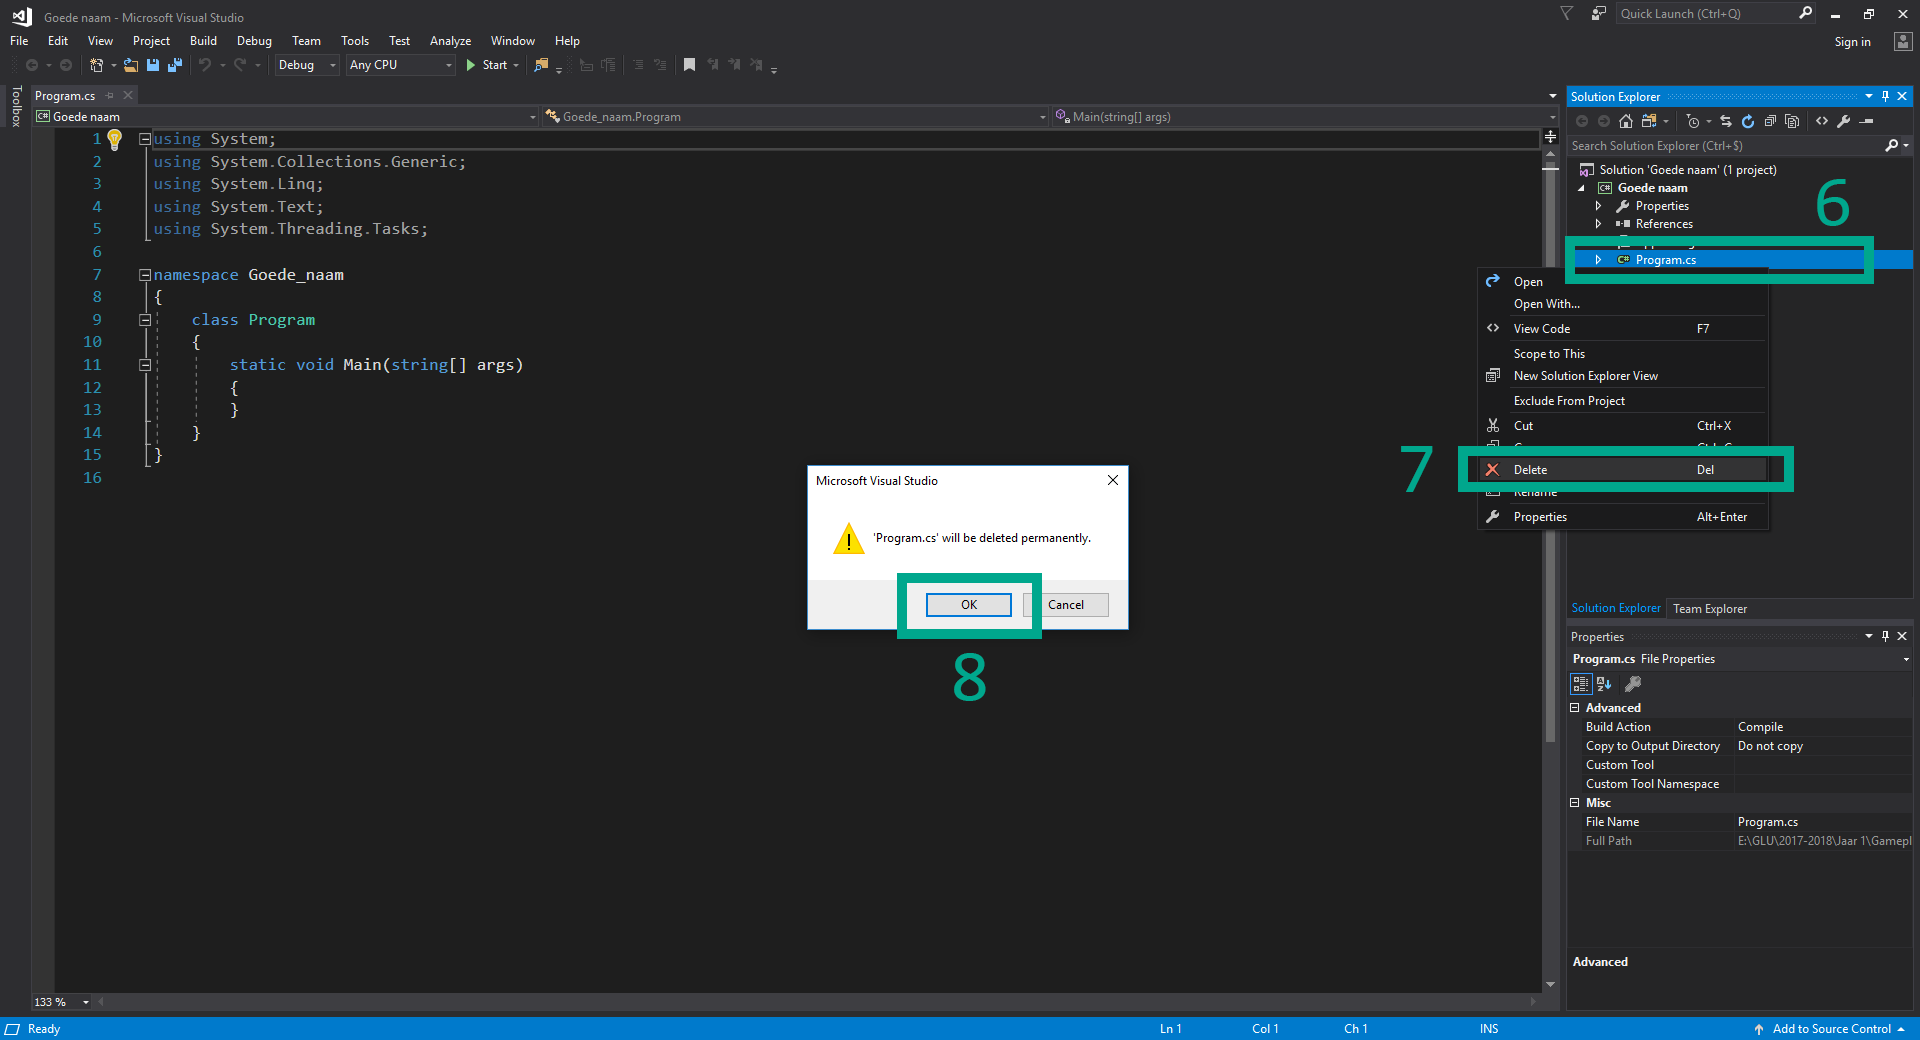 Goede naam - Microsoft Visual Studio
Quick Launch (Ctrl+Q)
File Edit View Project Build Debug Team Tools Test Analyze Window Help
Sign in
Debug Any CPU Start
Toolbox
Program.cs
Goede naam Goede_naam.Program Main(string[] args)
1 using System;
2 using System.Collections.Generic;
3 using System.Linq;
4 using System.Text;
5 using System.Threading.Tasks;
6
7 namespace Goede_naam
8 {
9 class Program
10 {
11 static void Main(string[] args)
12 {
13 }
14 }
15 }
16
Microsoft Visual Studio
'Program.cs' will be deleted permanently.
OK Cancel
8
Solution Explorer
Search Solution Explorer (Ctrl+$)
Solution 'Goede naam' (1 project)
Goede naam
Properties
References
6
Program.cs
Open
Open With...
View Code F7
Scope to This
New Solution Explorer View
Exclude From Project
Cut Ctrl+X
7
Delete Del
Rename
Properties Alt+Enter
Solution Explorer Team Explorer
Properties
Program.cs File Properties
Advanced
Build Action Compile
Copy to Output Directory Do not copy
Custom Tool
Custom Tool Namespace
Misc
File Name Program.cs
Full Path E:\GLU\2017-2018\Jaar 1\Gamepl
Advanced
133 %
Ready
Ln 1 Col 1 Ch 1 INS
Add to Source Control